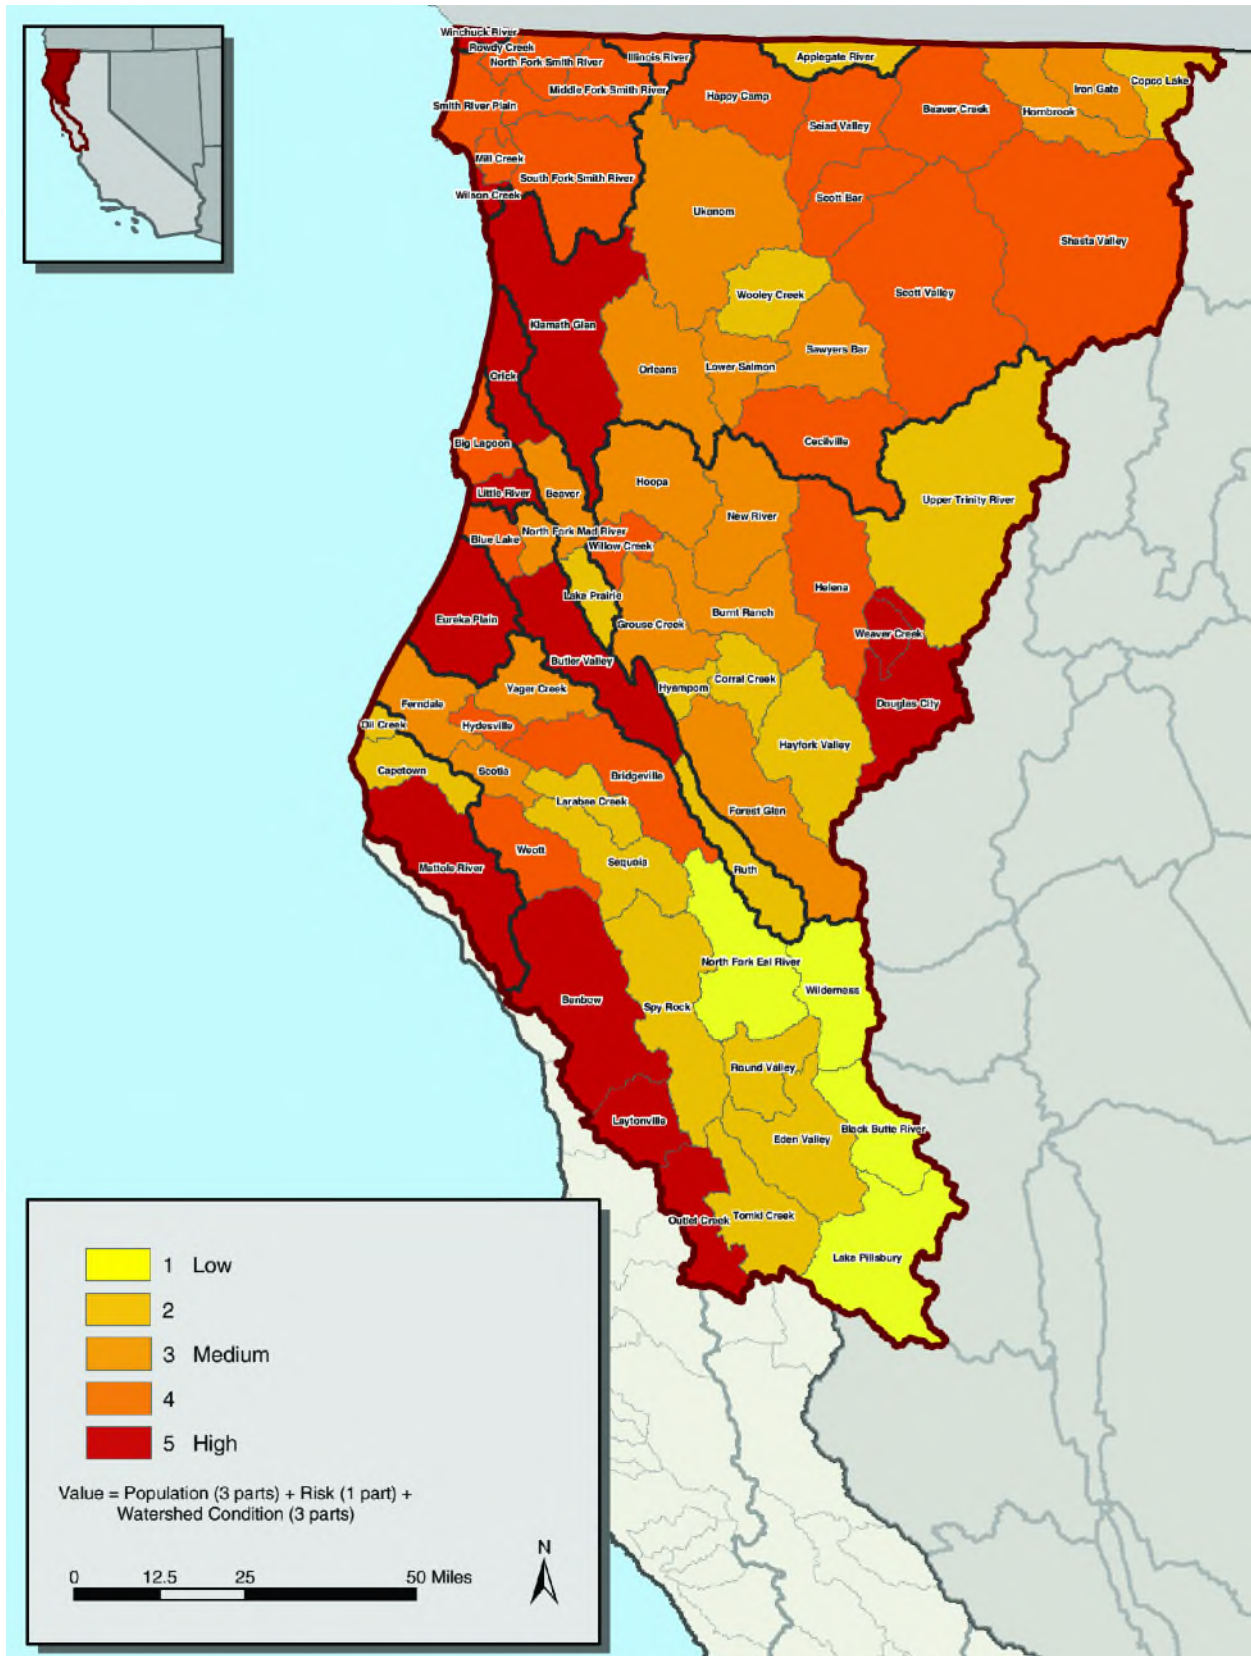 Winchuck River
Rowdy Creek
North Fork Smith River
Illinois River
Applegate River
Middle Fork Smith River
Happy Camp
Smith River Plain
Seiad Valley
Beaver Creek
Hornbrook
Iron Gate
Copco Lake
Mill Creek
South Fork Smith River
Wilson Creek
Scott Bar
Ukonom
Shasta Valley
Wooley Creek
Scott Valley
Klamath Glen
Sawyers Bar
Lower Salmon
Orleans
Orick
Big Lagoon
Cecilville
Hoopa
Little River
Beaver
Upper Trinity River
New River
North Fork Mad River
Blue Lake
Willow Creek
Helena
Lake Prairie
Burnt Ranch
Eureka Plain
Grouse Creek
Weaver Creek
Butler Valley
Corral Creek
Yager Creek
Hyampom
Ferndale
Douglas City
Oil Creek
Hydesville
Hayfork Valley
Capetown
Scotia
Bridgeville
Larabee Creek
Forest Glen
Weott
Sequoia
Mattole River
Ruth
North Fork Eel River
Wilderness
Benbow
Spy Rock
Round Valley
Laytonville
Black Butte River
Eden Valley
Outlet Creek
Tomki Creek
Lake Pillsbury
1 Low
2
3 Medium
4
5 High
Value = Population (3 parts) + Risk (1 part) +
Watershed Condition (3 parts)
N
0 12.5 25 50 Miles